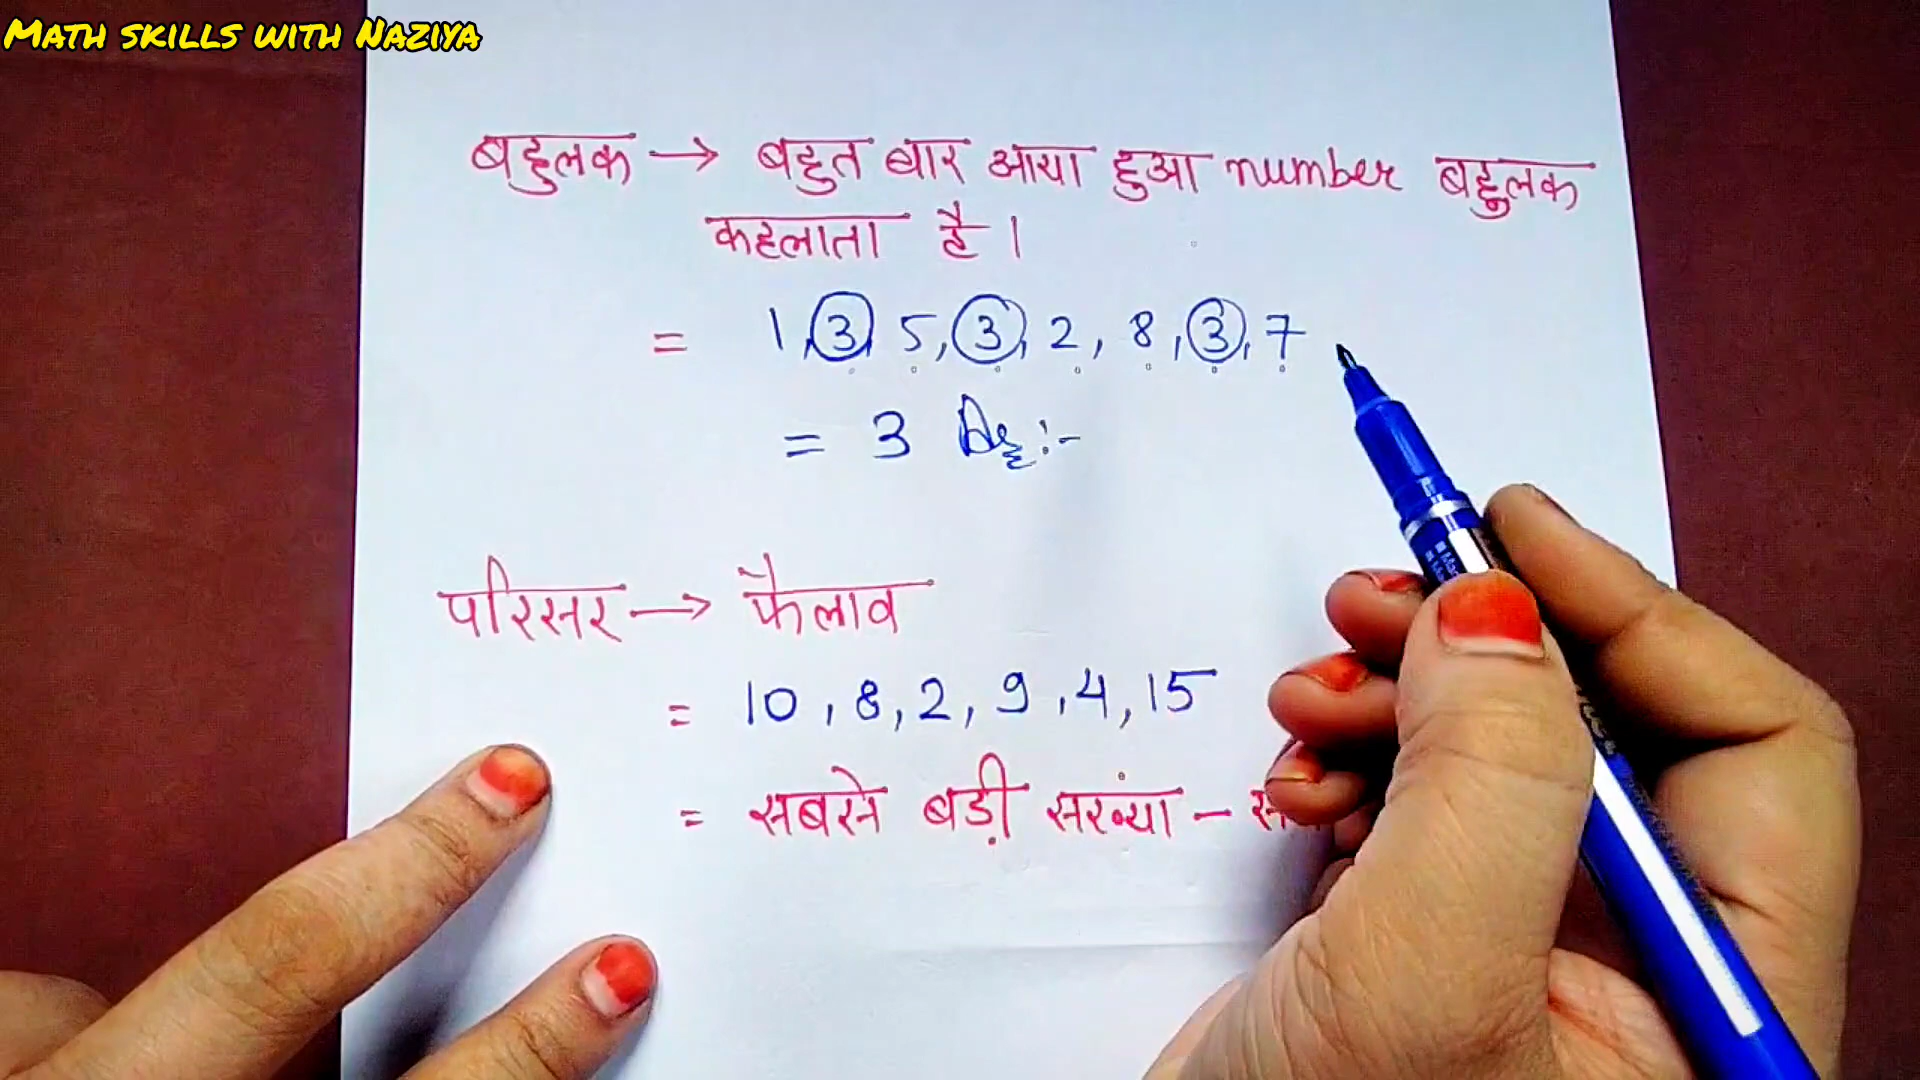 MATH SKILLS WITH NAZIYA
बहुलक → बहुत बार आया हुआ number बहुलक
कहलाता है।
= 1, 3, 5, 3, 2, 8, 3, 7
= 3 Ans :-
परिसर → फैलाव
= 10, 8, 2, 9, 4, 15
= सबसे बड़ी संख्या -